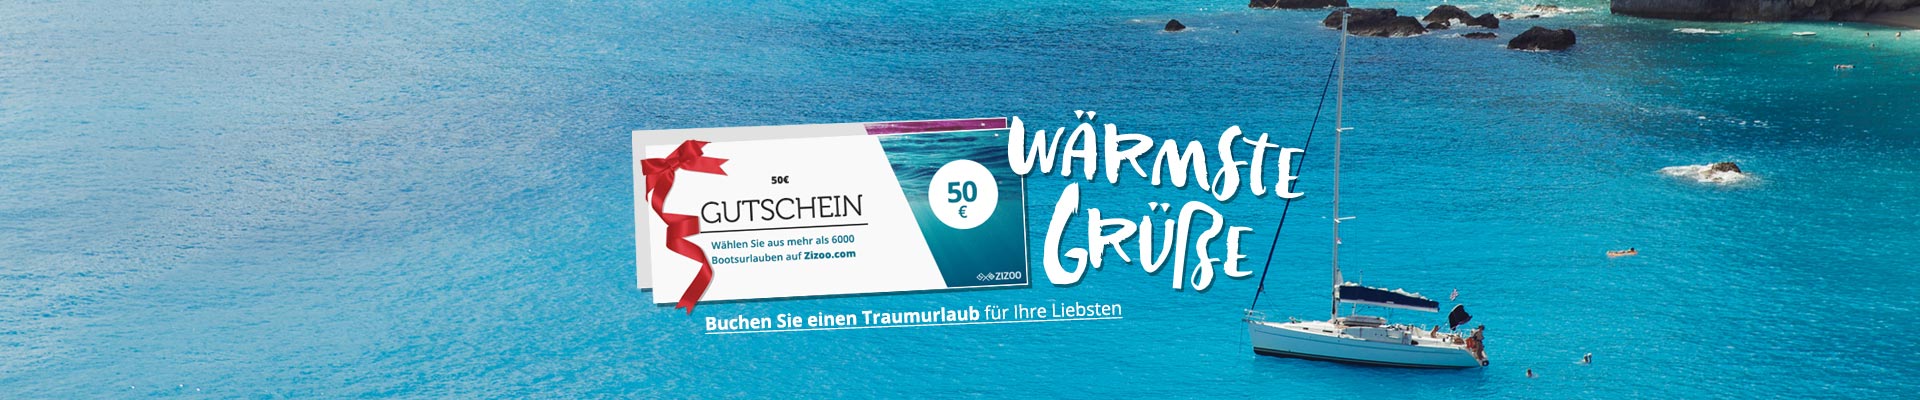 50€
GUTSCHEIN
Wählen Sie aus mehr als 6000
Bootsurlauben auf Zizoo.com
50
€
ZIZOO
WÄRMSTE
GRÜßE
Buchen Sie einen Traumurlaub für Ihre Liebsten